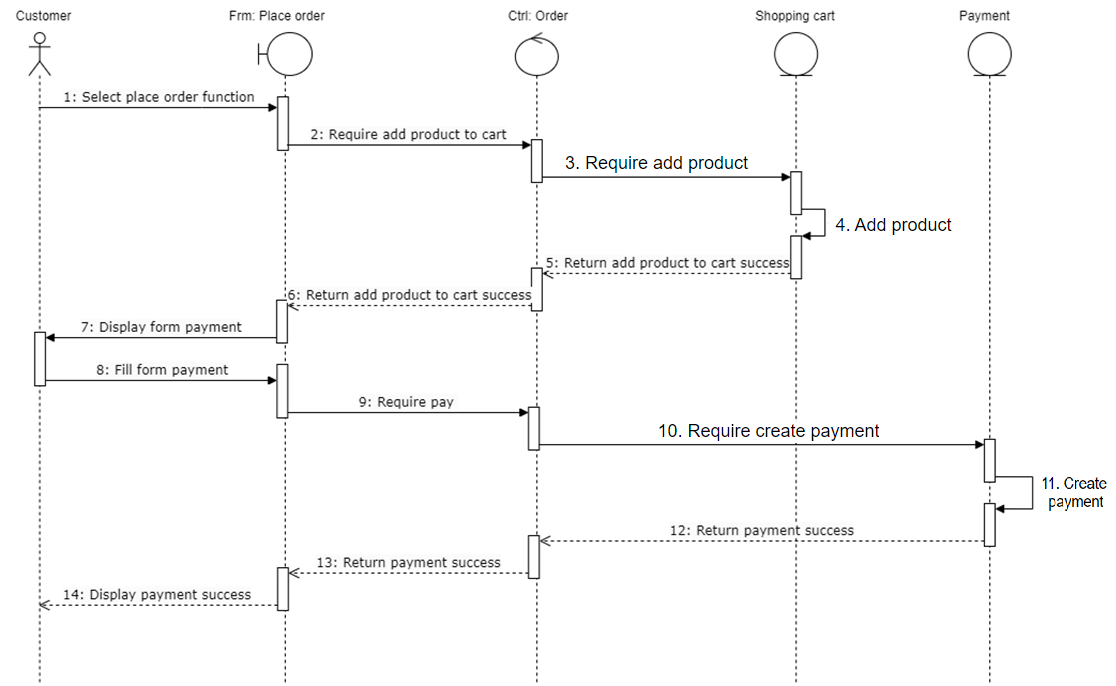 Customer
Frm: Place order
Ctrl: Order
Shopping cart
Payment
1: Select place order function
2: Require add product to cart
3. Require add product
4. Add product
5: Return add product to cart success
6: Return add product to cart success
7: Display form payment
8: Fill form payment
9: Require pay
10. Require create payment
11. Create
payment
12: Return payment success
13: Return payment success
14: Display payment success